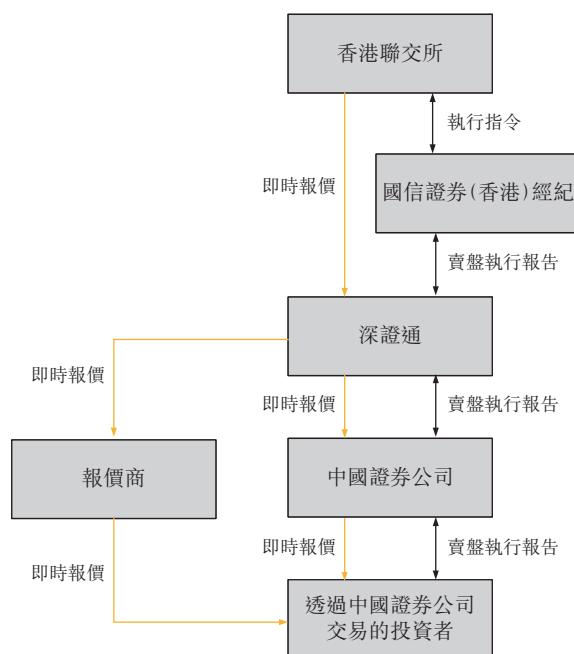 香港聯交所
執行指令
即時報價
國信證券(香港)經紀
賣盤執行報告
深證通
即時報價
即時報價
賣盤執行報告
報價商
中國證券公司
即時報價
即時報價
賣盤執行報告
透過中國證券公司
交易的投資者